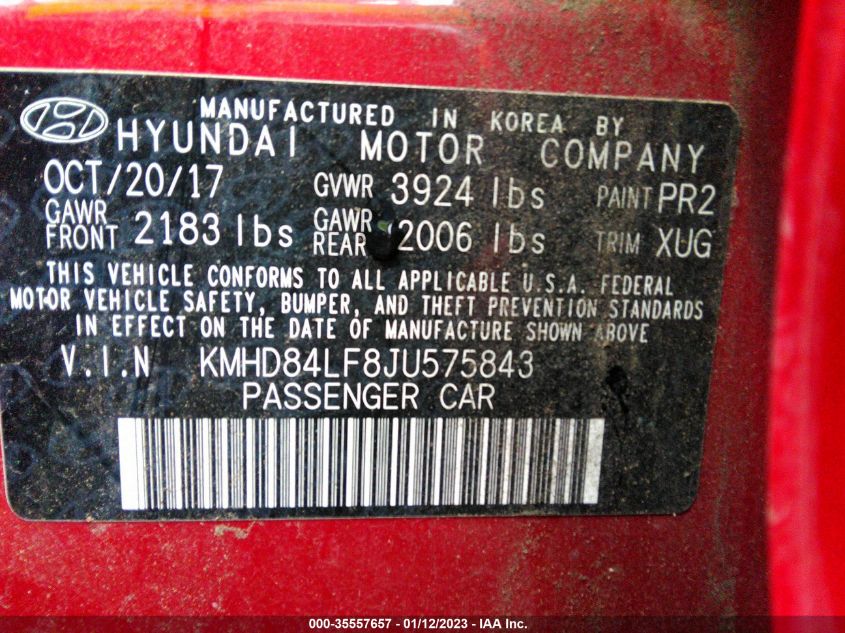 MANUFACTURED IN KOREA BY
HYUNDAI MOTOR COMPANY
OCT/20/17 GVWR 3924 lbs PAINT PR2
GAWR FRONT 2183 lbs GAWR REAR 2006 lbs TRIM XUG
THIS VEHICLE CONFORMS TO ALL APPLICABLE U.S.A. FEDERAL
MOTOR VEHICLE SAFETY, BUMPER, AND THEFT PREVENTION STANDARDS
IN EFFECT ON THE DATE OF MANUFACTURE SHOWN ABOVE
V.I.N KMHD84LF8JU575843
PASSENGER CAR
000-35557657 - 01/12/2023 - IAA Inc.